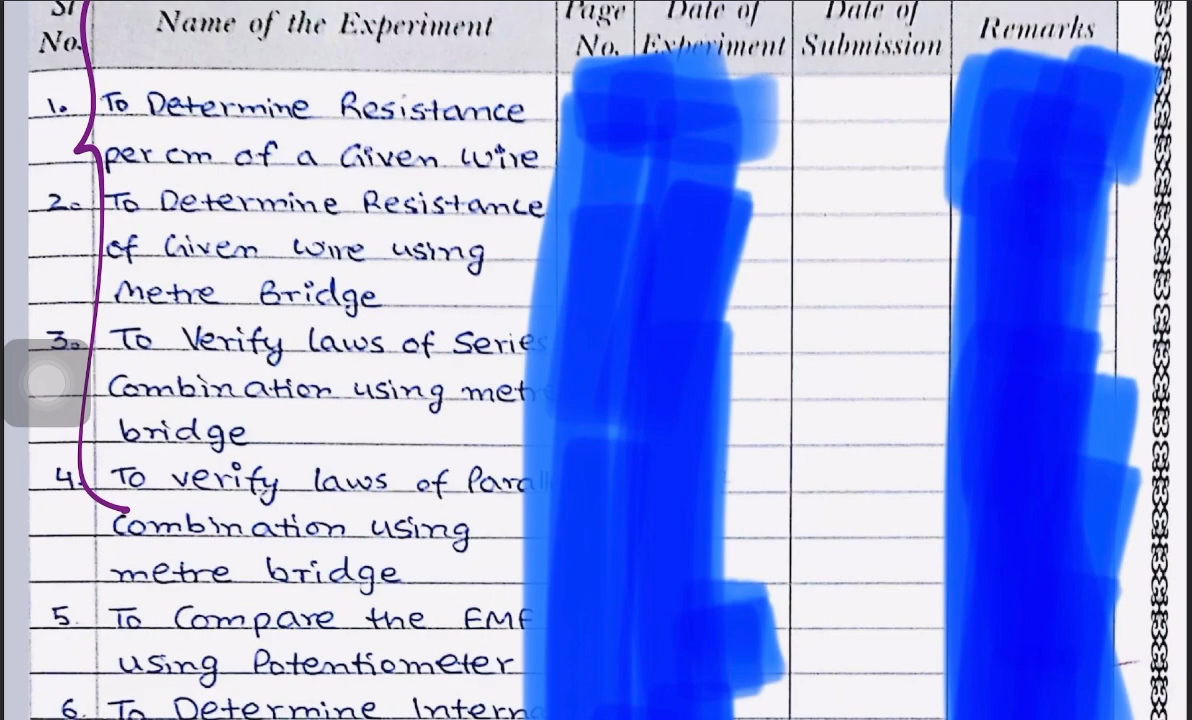 Sl No. Name of the Experiment Page No. Date of Experiment Date of Submission Remarks
1. To Determine Resistance
per cm of a Given wire
2. To Determine Resistance
of Given wire using
Metre Bridge
3. To Verify laws of Series
Combination using metre
bridge
4. To verify laws of Parall
Combination using
metre bridge
5. To Compare the EMF
using Potentiometer
6. To Determine Interna